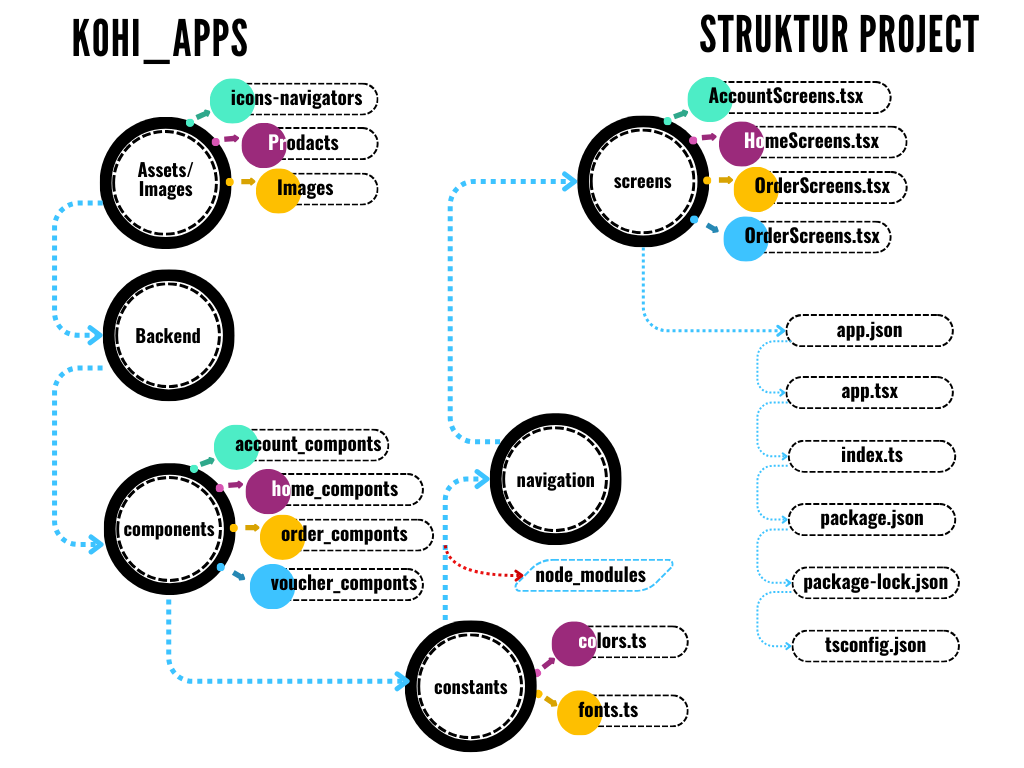 KOHI_APPS
STRUKTUR PROJECT
Assets/
Images
icons-navigators
Prodacts
Images
Backend
components
account_componts
home_componts
order_componts
voucher_componts
constants
colors.ts
fonts.ts
node_modules
navigation
screens
AccountScreens.tsx
HomeScreens.tsx
OrderScreens.tsx
OrderScreens.tsx
app.json
app.tsx
index.ts
package.json
package-lock.json
tsconfig.json